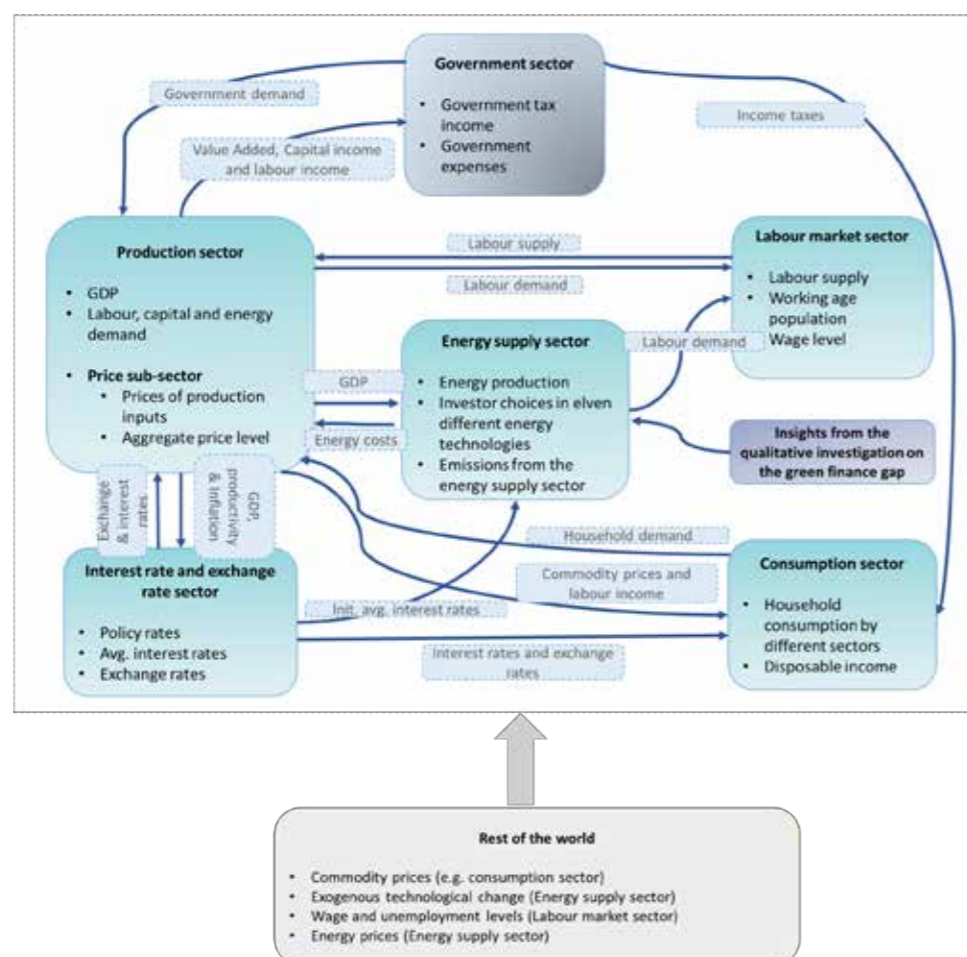 Government sector
• Government tax
income
• Government
expenses
Government demand
Value Added, Capital income
and labour income
Income taxes
Production sector
• GDP
• Labour, capital and energy
demand
• Price sub-sector
• Prices of production
inputs
• Aggregate price level
Labour supply
Labour demand
Labour market sector
• Labour supply
• Working age
population
Wage level
Energy supply sector
• Energy production
• Investor choices in elven
different energy
technologies
• Emissions from the
energy supply sector
Labour demand
GDP
Energy costs
Insights from the
qualitative investigation on
the green finance gap
Exchange
& interest
rates
GDP,
productivity
& Inflution
Household demand
Commodity prices and
labour income
Interest rate and exchange
rate sector
• Policy rates
• Avg. interest rates
• Exchange rates
Init. avg. interest rates
Interest rates and exchange
rates
Consumption sector
• Household
consumption by
different sectors
• Disposable income
Rest of the world
• Commodity prices (e.g. consumption sector)
• Exogenous technological change (Energy supply sector)
• Wage and unemployment levels (Labour market sector)
• Energy prices (Energy supply sector)